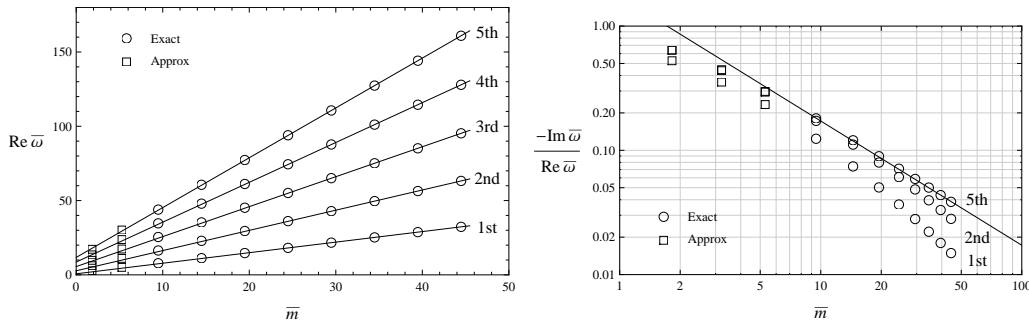 150
100
50
0
Re ω̅
Exact
Approx
5th
4th
3rd
2nd
1st
0 10 20 30 40 50
m̅
1.00
0.50
0.20
0.10
0.05
0.02
0.01
−Im ω̅
Re ω̅
Exact
Approx
5th
2nd
1st
1 2 5 10 20 50 100
m̅